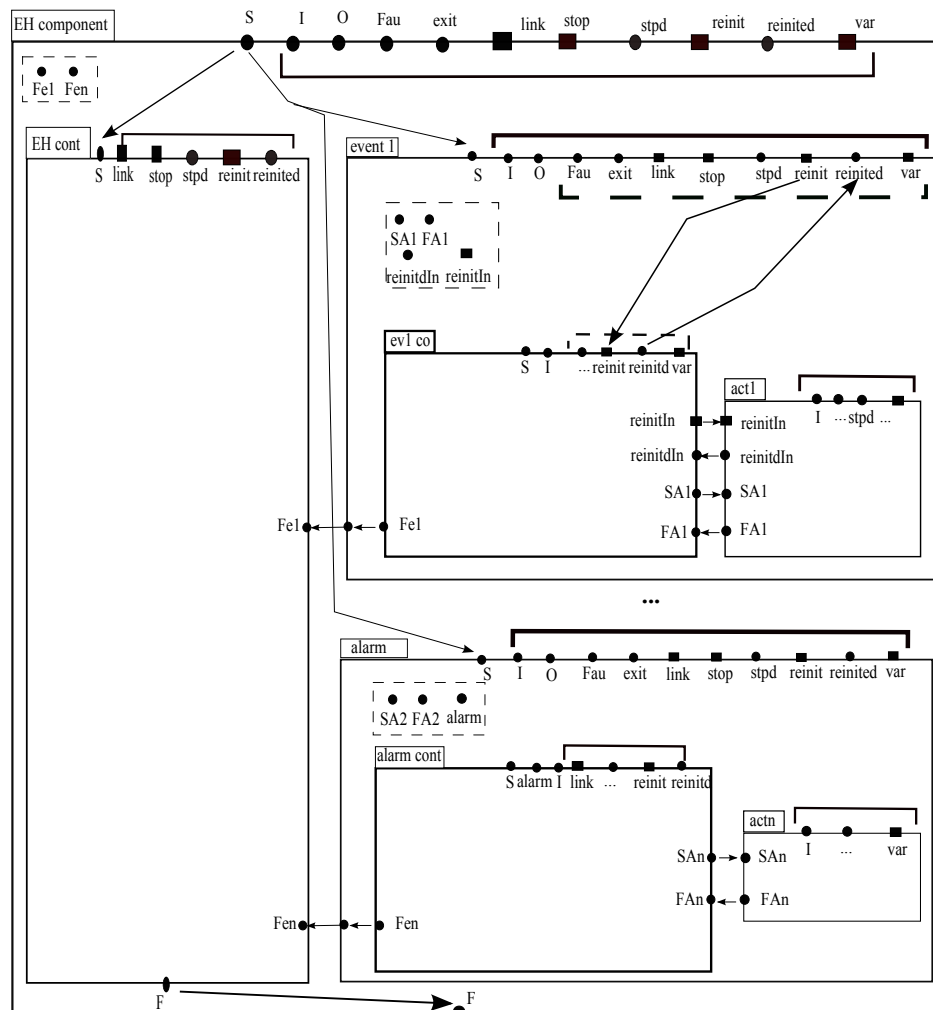 EH component
S I O Fau exit link stop stpd reinit reinited var
Fe1 Fen
EH cont
S link stop stpd reinit reinited
event 1
S I O Fau exit link stop stpd reinit reinited var
SA1 FA1
reinitdIn reinitIn
ev1 co
S I ... reinit reinitd var
act1
I ... stpd ...
reinitIn reinitIn
reinitdIn reinitdIn
SA1 SA1
Fe1 Fe1 FA1 FA1
...
alarm
S I O Fau exit link stop stpd reinit reinited var
SA2 FA2 alarm
alarm cont
S alarm I link ... reinit reinitd
actn
I ... var
SAn SAn
FAn FAn
Fen Fen
F F